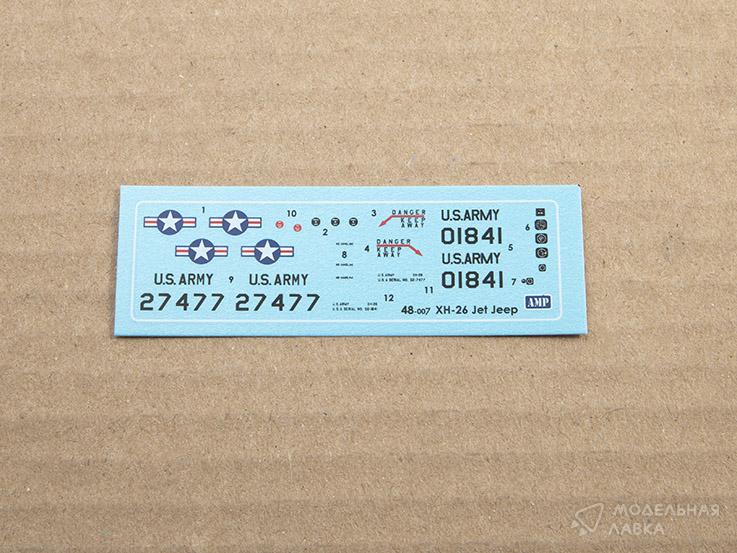 1
10
3
DANGER
KEEP
AWAY
U.S.ARMY
01841
2
4
DANGER
KEEP
AWAY
8
6
5
U.S.ARMY
01841
7
U.S.ARMY 9 U.S.ARMY
27477 27477
12
11
48-007 XH-26 Jet Jeep
AMP
МОДЕЛЬНАЯ
ЛАВКА